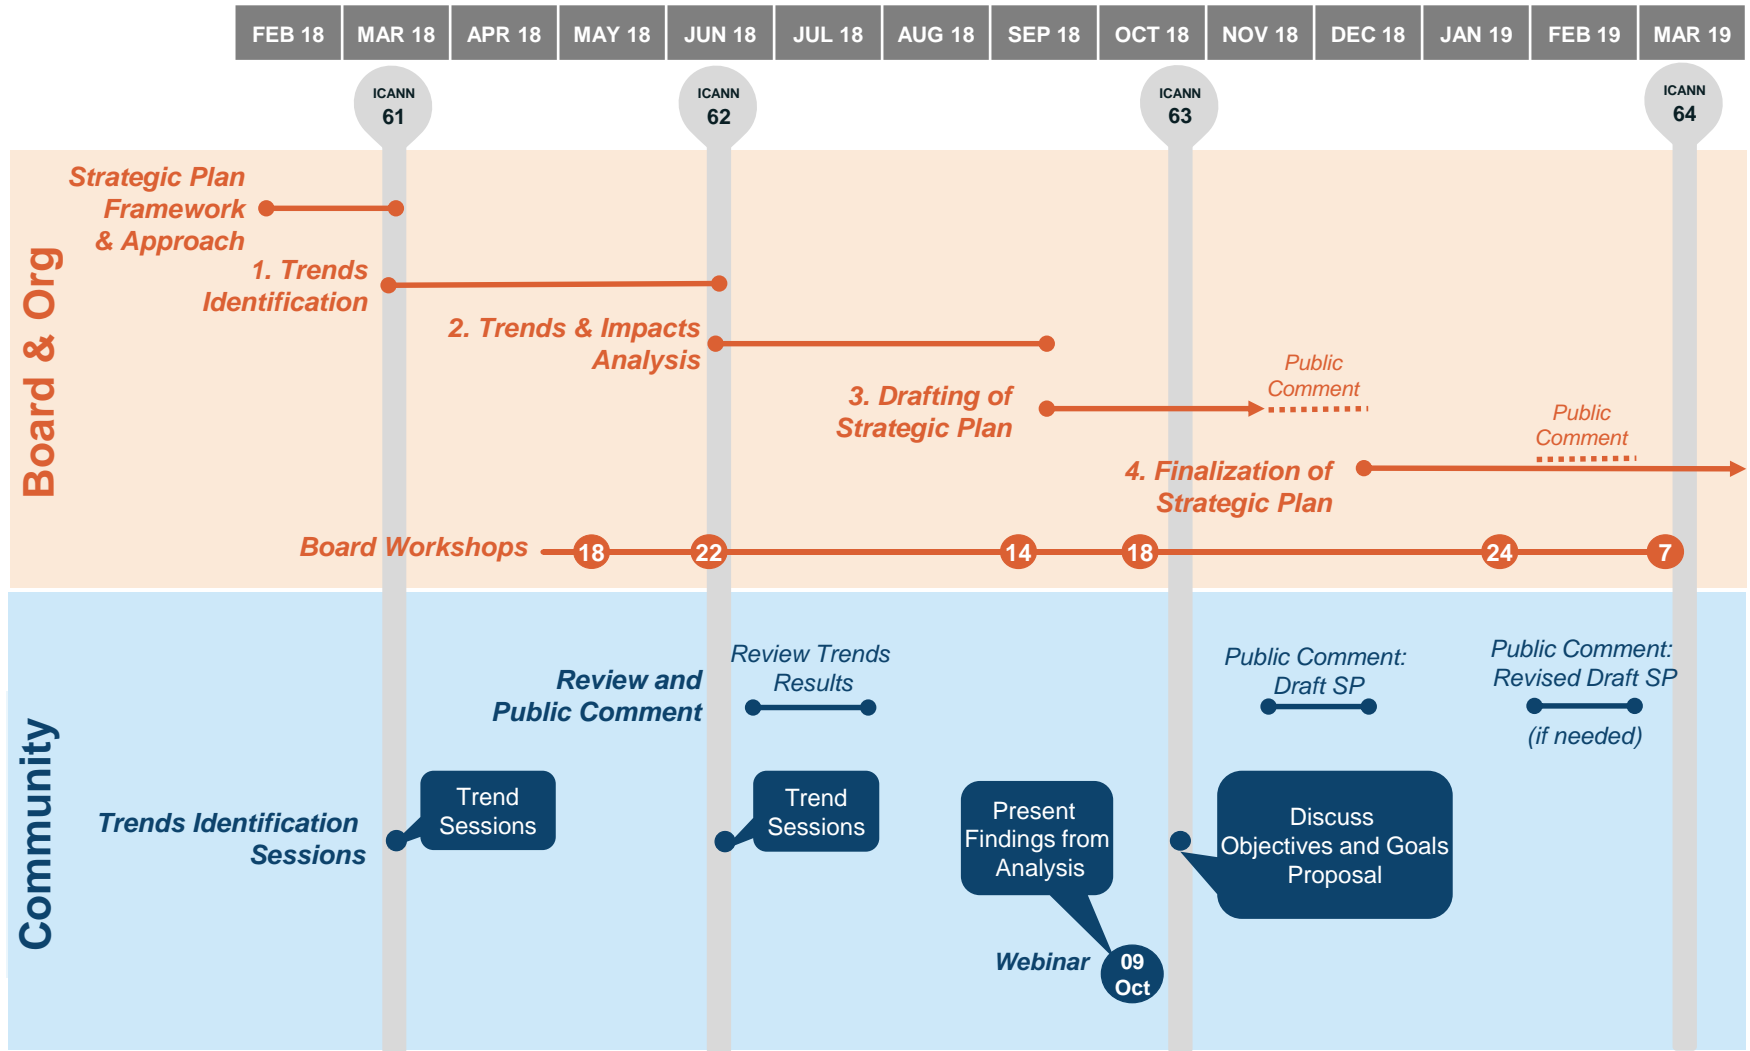 FEB 18 MAR 18 APR 18 MAY 18 JUN 18 JUL 18 AUG 18 SEP 18 OCT 18 NOV 18 DEC 18 JAN 19 FEB 19 MAR 19
ICANN
61
ICANN
62
ICANN
63
ICANN
64
Board & Org
Strategic Plan
Framework
& Approach
1. Trends
Identification
2. Trends & Impacts
Analysis
3. Drafting of
Strategic Plan
Public
Comment
4. Finalization of
Strategic Plan
Public
Comment
Board Workshops 18 22 14 18 24 7
Community
Review and
Public Comment
Review Trends
Results
Public Comment:
Draft SP
Public Comment:
Revised Draft SP
(if needed)
Trends Identification
Sessions
Trend
Sessions
Trend
Sessions
Present
Findings from
Analysis
Discuss
Objectives and Goals
Proposal
Webinar
09
Oct